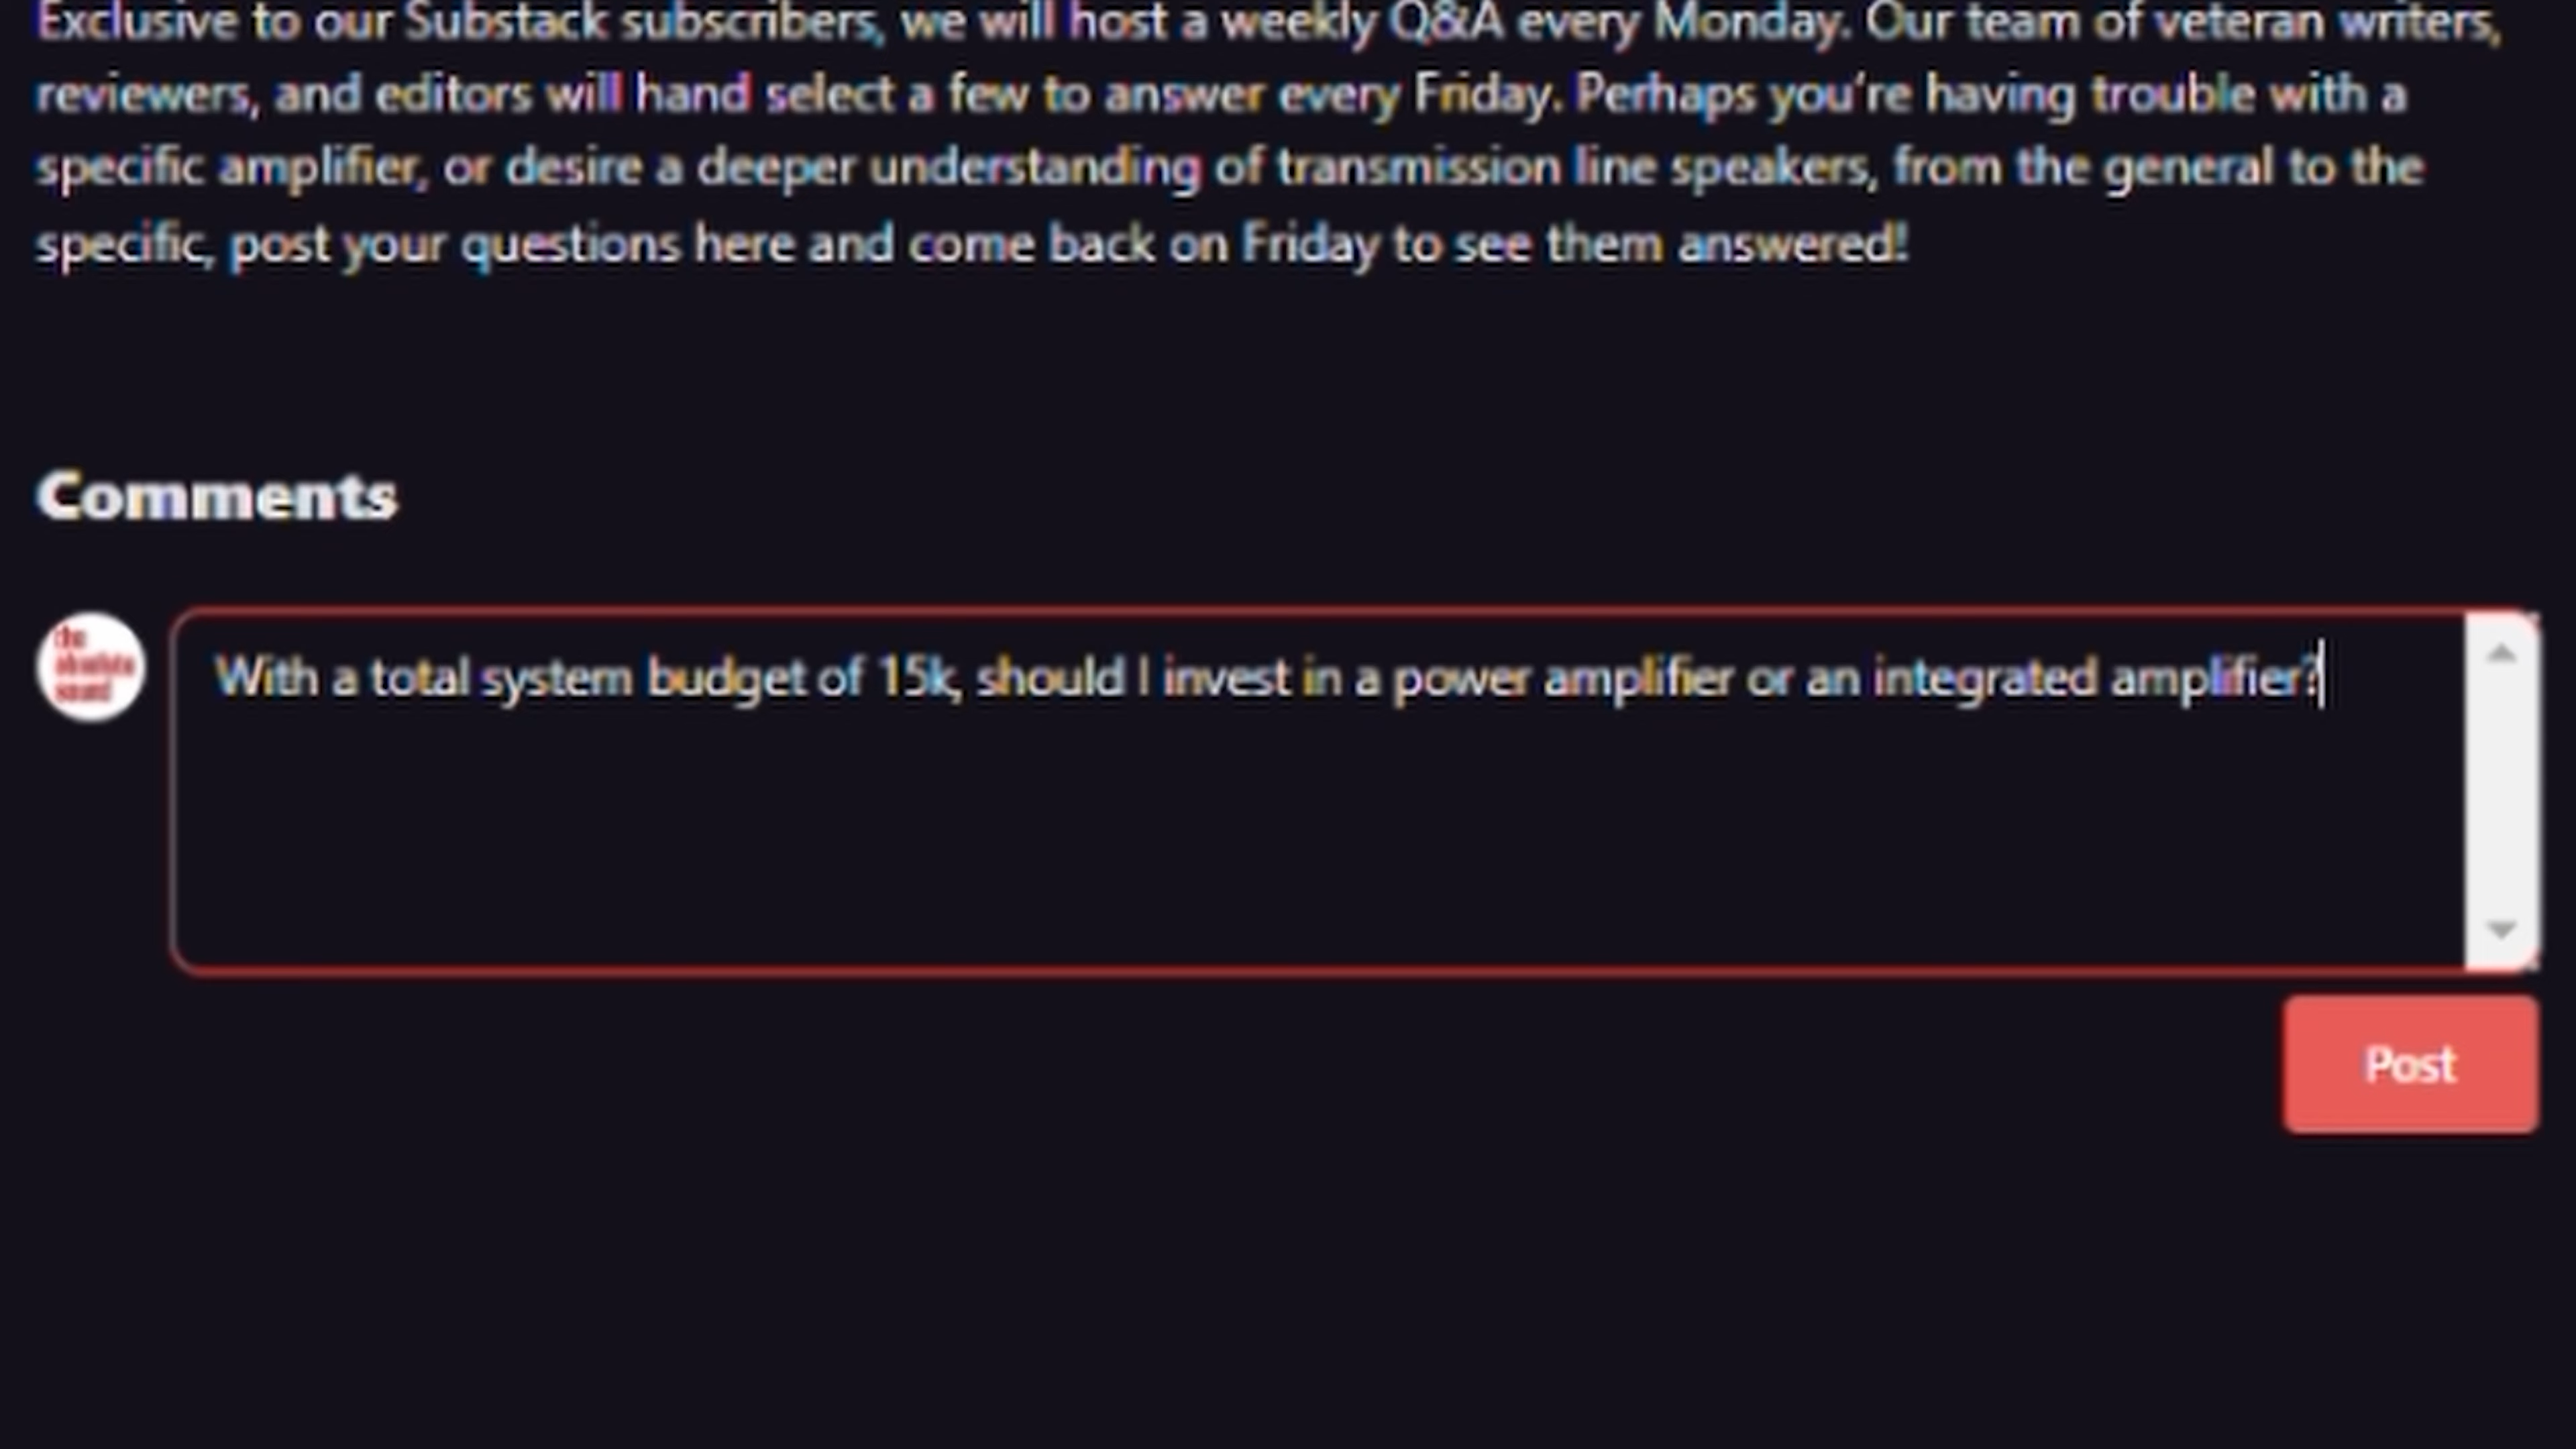 Exclusive to our Substack subscribers, we will host a weekly Q&A every Monday. Our team of veteran writers,
reviewers, and editors will hand select a few to answer every Friday. Perhaps you're having trouble with a
specific amplifier, or desire a deeper understanding of transmission line speakers, from the general to the
specific, post your questions here and come back on Friday to see them answered!
Comments
the
absolute
sound
With a total system budget of 15k, should I invest in a power amplifier or an integrated amplifier?
Post